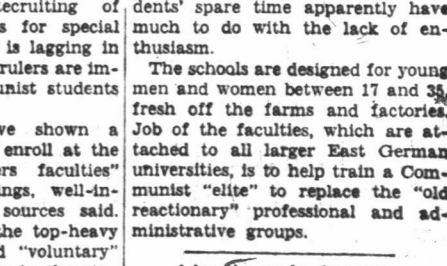 ecruiting of
s for special
is lagging in
rulers are im-
unist students
ve shown a
enroll at the
rs faculties"
ings, well-in-
sources said.
the top-heavy
d "voluntary"
dents' spare time apparently have
much to do with the lack of en-
thusiasm.
The schools are designed for young
men and women between 17 and 35,
fresh off the farms and factories.
Job of the faculties, which are at-
tached to all larger East German
universities, is to help train a Com-
munist "elite" to replace the "old
reactionary" professional and ad-
ministrative groups.